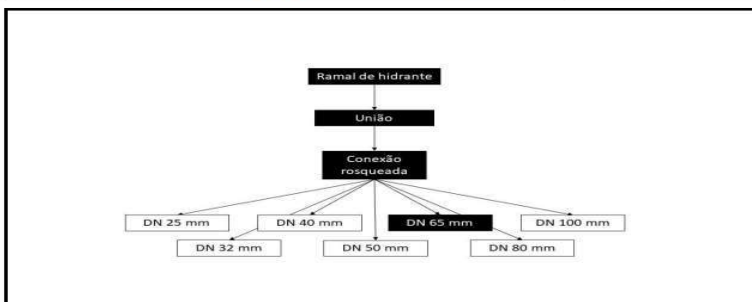 Ramal de hidrante
União
Conexão
rosqueada
DN 25 mm
DN 40 mm
DN 65 mm
DN 100 mm
DN 32 mm
DN 50 mm
DN 80 mm